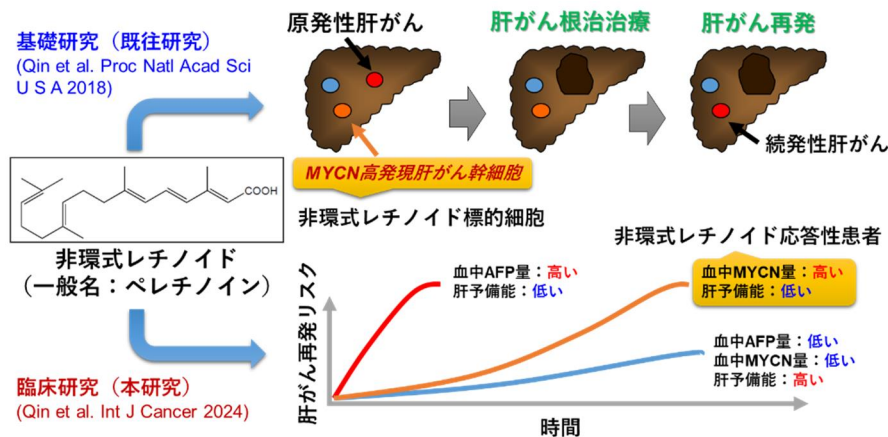 基礎研究（既往研究）
(Qin et al. Proc Natl Acad Sci
U S A 2018)
原発性肝がん
肝がん根治治療
肝がん再発
続発性肝がん
MYCN高発現肝がん幹細胞
非環式レチノイド標的細胞
COOH
非環式レチノイド
（一般名：ペレチノイン）
臨床研究（本研究）
(Qin et al. Int J Cancer 2024)
非環式レチノイド応答性患者
肝がん再発リスク
血中AFP量：高い
肝予備能：低い
血中MYCN量：高い
肝予備能：低い
血中AFP量：低い
血中MYCN量：低い
肝予備能：高い
時間